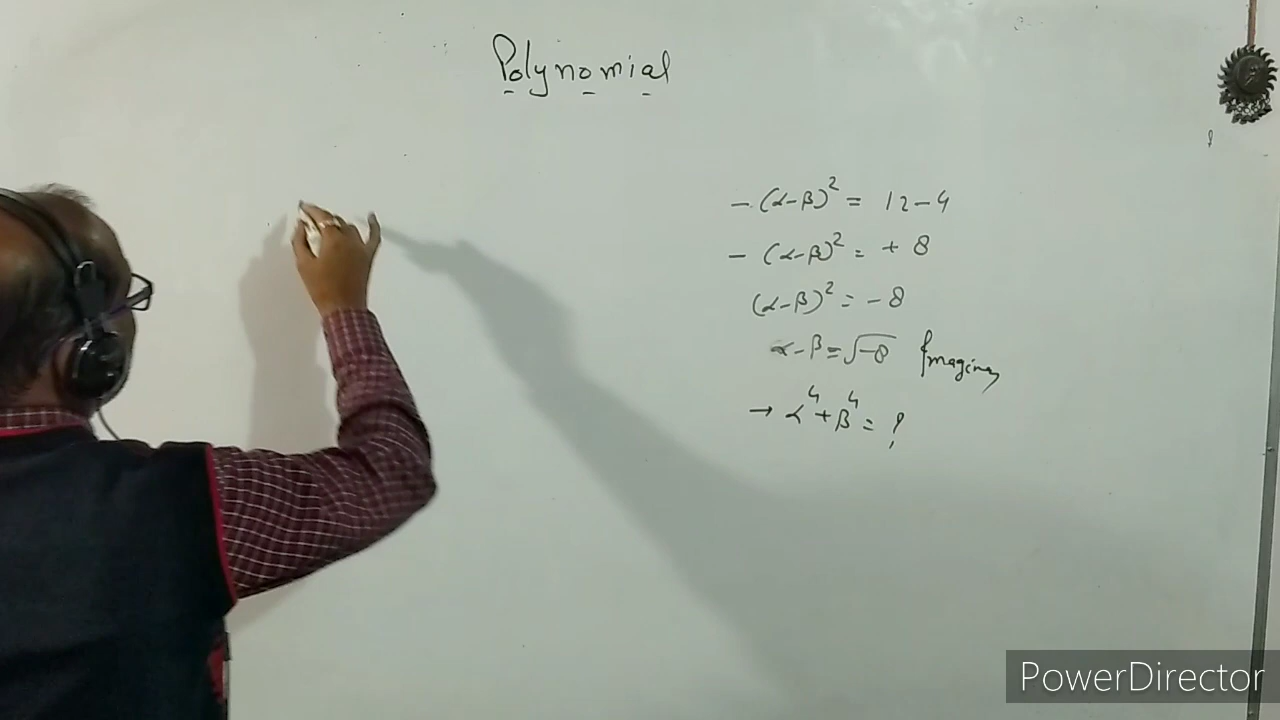 Polynomial
- (α-β)² = 12-4
- (α-β)² = + 8
(α-β)² = - 8
α-β = √-8 Imaginary
→ α⁴+β⁴ = ?
PowerDirector